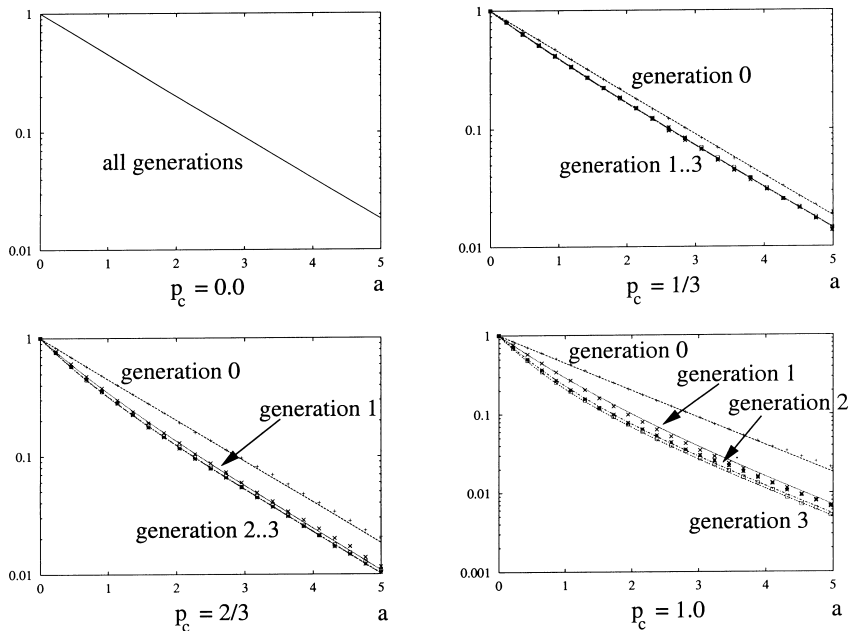 1
0.1
0.01
all generations
0 1 2 3 4 5
p_c = 0.0 a
1
0.1
0.01
generation 0
generation 1..3
0 1 2 3 4 5
p_c = 1/3 a
1
0.1
0.01
generation 0
generation 1
generation 2..3
0 1 2 3 4 5
p_c = 2/3 a
1
0.1
0.01
0.001
generation 0
generation 1
generation 2
generation 3
0 1 2 3 4 5
p_c = 1.0 a